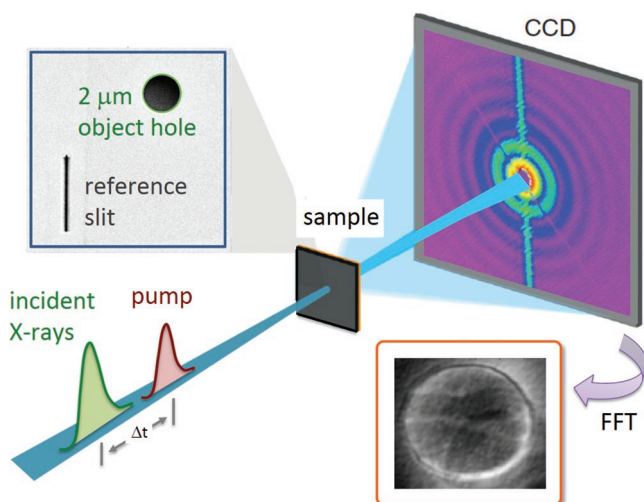 CCD
2 μm
object hole
reference
slit
sample
incident
X-rays
pump
Δt
FFT